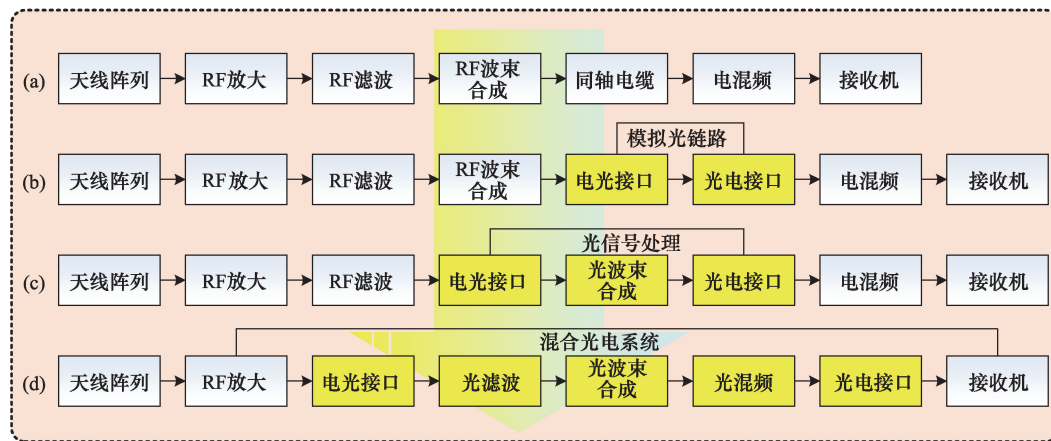 (a) 天线阵列 RF放大 RF滤波 RF波束 同轴电缆 电混频 接收机
合成
模拟光链路
(b) 天线阵列 RF放大 RF滤波 RF波束 电光接口 光电接口 电混频 接收机
合成
光信号处理
(c) 天线阵列 RF放大 RF滤波 电光接口 光波束 光电接口 电混频 接收机
合成
混合光电系统
(d) 天线阵列 RF放大 电光接口 光滤波 光波束 光混频 光电接口 接收机
合成